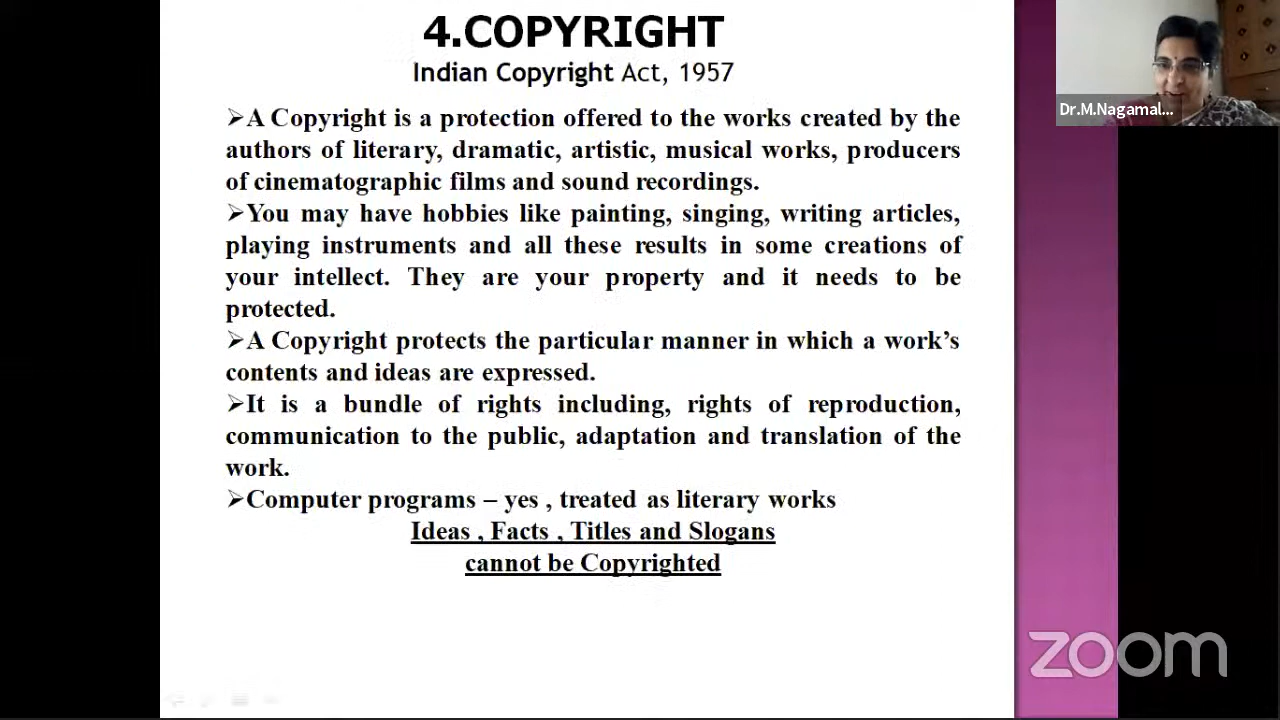 4.COPYRIGHT
Indian Copyright Act, 1957
➢A Copyright is a protection offered to the works created by the
authors of literary, dramatic, artistic, musical works, producers
of cinematographic films and sound recordings.
➢You may have hobbies like painting, singing, writing articles,
playing instruments and all these results in some creations of
your intellect. They are your property and it needs to be
protected.
➢A Copyright protects the particular manner in which a work's
contents and ideas are expressed.
➢It is a bundle of rights including, rights of reproduction,
communication to the public, adaptation and translation of the
work.
➢Computer programs – yes , treated as literary works
Ideas , Facts , Titles and Slogans
cannot be Copyrighted
Dr.M.Nagamal...
zoom